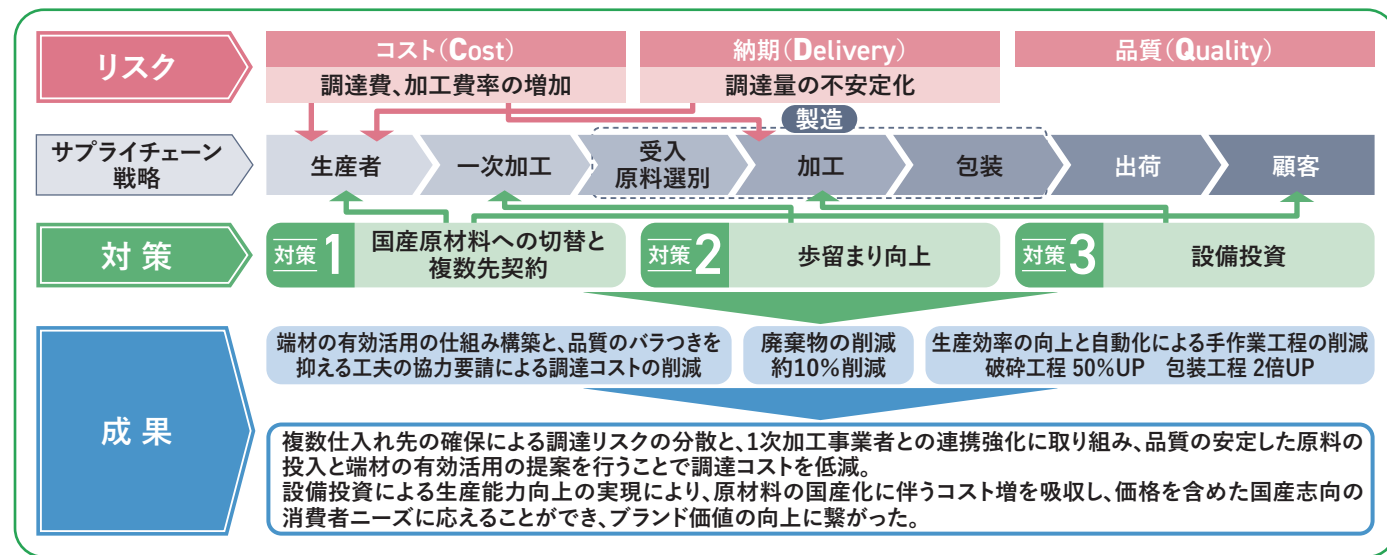 リスク
コスト（Cost）
調達費、加工費率の増加
納期（Delivery）
調達量の不安定化
品質（Quality）
製造
サプライチェーン
戦略
生産者
一次加工
受入
原料選別
加工
包装
出荷
顧客
対策
対策1
国産原材料への切替と
複数先契約
対策2
歩留まり向上
対策3
設備投資
成果
端材の有効活用の仕組み構築と、品質のバラつきを
抑える工夫の協力要請による調達コストの削減
廃棄物の削減
約10％削減
生産効率の向上と自動化による手作業工程の削減
破砕工程 50％UP　包装工程 2倍UP
複数仕入れ先の確保による調達リスクの分散と、1次加工事業者との連携強化に取り組み、品質の安定した原料の
投入と端材の有効活用の提案を行うことで調達コストを低減。
設備投資による生産能力向上の実現により、原材料の国産化に伴うコスト増を吸収し、価格を含めた国産志向の
消費者ニーズに応えることができ、ブランド価値の向上に繋がった。